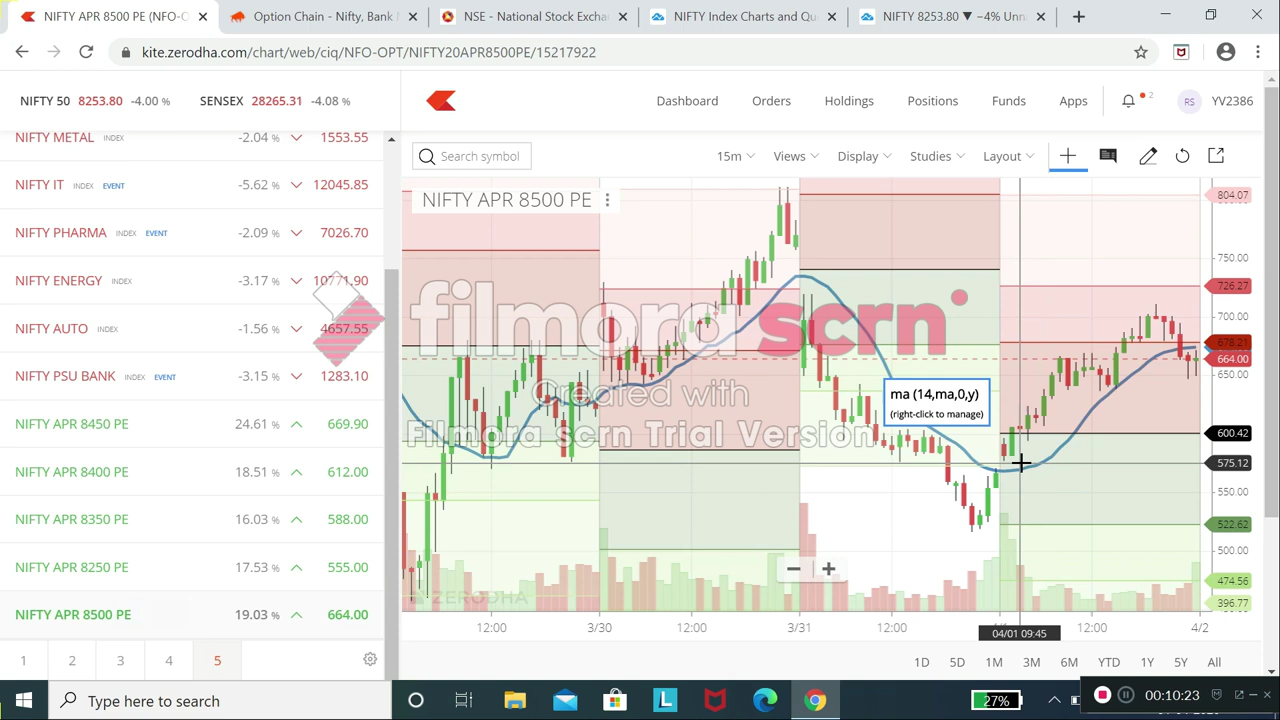 NIFTY APR 8500 PE (NFO-O
Option Chain - Nifty, Bank N
NSE - National Stock Exchan
NIFTY Index Charts and Quo
NIFTY 8253.80 ▼ −4% Unn
kite.zerodha.com/chart/web/ciq/NFO-OPT/NIFTY20APR8500PE/15217922
NIFTY 50 8253.80 -4.00 % SENSEX 28265.31 -4.08 %
Dashboard Orders Holdings Positions Funds Apps 2 RS YV2386
NIFTY METAL INDEX -2.04 % 1553.55
NIFTY IT INDEX EVENT -5.62 % 12045.85
NIFTY PHARMA INDEX EVENT -2.09 % 7026.70
NIFTY ENERGY INDEX -3.17 % 10771.90
NIFTY AUTO INDEX -1.56 % 4657.55
NIFTY PSU BANK INDEX EVENT -3.15 % 1283.10
NIFTY APR 8450 PE 24.61 % 669.90
NIFTY APR 8400 PE 18.51 % 612.00
NIFTY APR 8350 PE 16.03 % 588.00
NIFTY APR 8250 PE 17.53 % 555.00
NIFTY APR 8500 PE 19.03 % 664.00
1 2 3 4 5
Search symbol 15m Views Display Studies Layout
NIFTY APR 8500 PE
filmora scrn
Created with
Filmora scrn Trial Version
ma (14,ma,0,y)
(right-click to manage)
804.07
750.00
726.27
700.00
678.21
664.00
650.00
600.42
575.12
550.00
522.62
500.00
474.56
396.77
ZERODHA
12:00 3/30 12:00 3/31 12:00 12:00 4/2
04/01 09:45
1D 5D 1M 3M 6M YTD 1Y 5Y All
Type here to search
27%
00:10:23